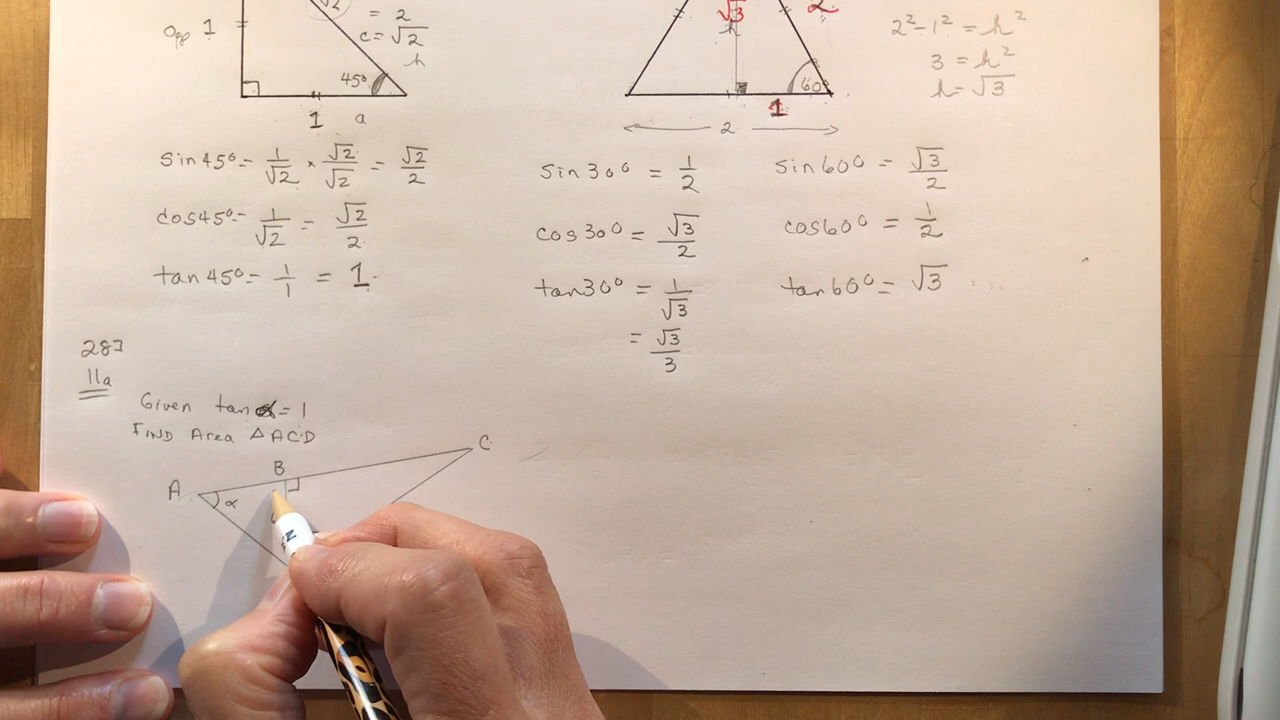 Opp 1
√2
= 2
c = √2
h
45°
1 a
√3
h
2
60°
1
2
2² - 1² = h²
3 = h²
h = √3
sin 45° = 1/√2 × √2/√2 = √2/2
cos 45° = 1/√2 = √2/2
tan 45° = 1/1 = 1
sin 30° = 1/2
cos 30° = √3/2
tan 30° = 1/√3
= √3/3
sin 60° = √3/2
cos 60° = 1/2
tan 60° = √3
287
11a
Given tan α = 1
FIND Area △ ACD
A
B
C
α